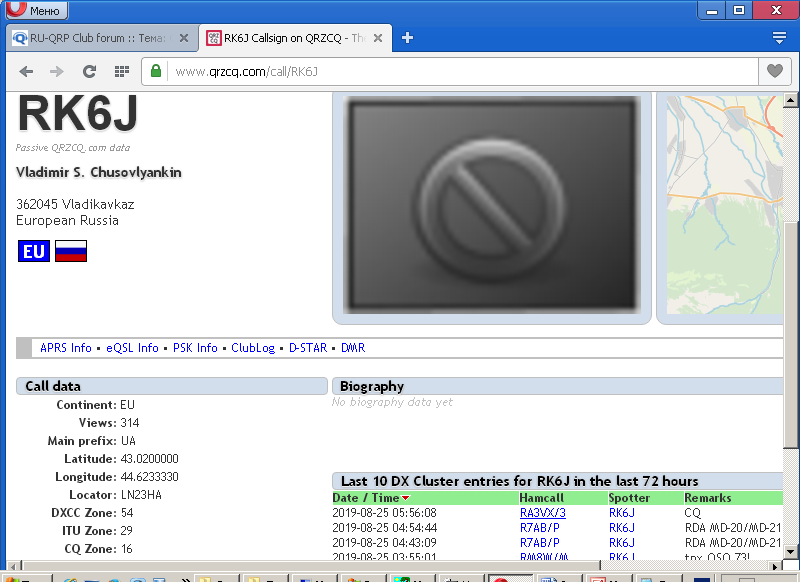 Меню
RU-QRP Club forum :: Тема:
RK6J Callsign on QRZCQ - The
www.qrzcq.com/call/RK6J
RK6J
Passive QRZCQ.com data
Vladimir S. Chusovlyankin
362045 Vladikavkaz
European Russia
EU
APRS Info • eQSL Info • PSK Info • ClubLog • D-STAR • DMR
Call data
Continent: EU
Views: 314
Main prefix: UA
Latitude: 43.0200000
Longitude: 44.6233330
Locator: LN23HA
DXCC Zone: 54
ITU Zone: 29
CQ Zone: 16
Biography
No biography data yet
Last 10 DX Cluster entries for RK6J in the last 72 hours
Date / Time Hamcall Spotter Remarks
2019-08-25 05:56:08 RA3VX/3 RK6J CQ
2019-08-25 04:54:44 R7AB/P RK6J RDA MD-20/MD-21
2019-08-25 04:43:09 R7AB/P RK6J RDA MD-20/MD-21
2019-08-25 03:55:01 RM8W/M RK6J tnx QSO 73!